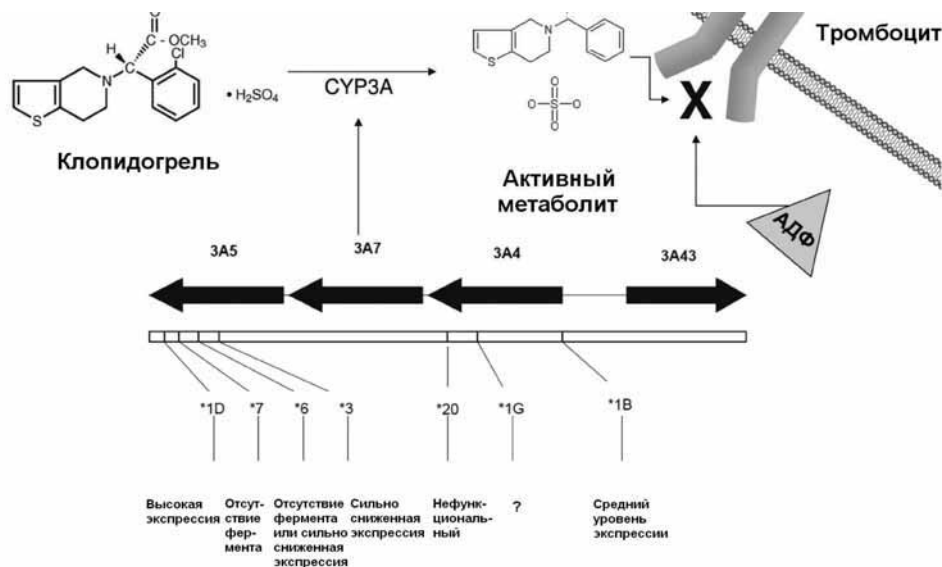 O
C
- OCH₃
H
Cl
N
S
• H₂SO₄
Клопидогрель
CYP3A
N
S
O
O
S
O
O
Активный
метаболит
Тромбоцит
X
АДФ
3A5
3A7
3A4
3A43
*1D
*7
*6
*3
*20
*1G
*1B
Высокая
экспрессия
Отсут-
ствие
фер-
мента
Отсутствие
фермента
или сильно
сниженная
экспрессия
Сильно
сниженная
экспрессия
Нефунк-
циональ-
ный
?
Средний
уровень
экспрессии